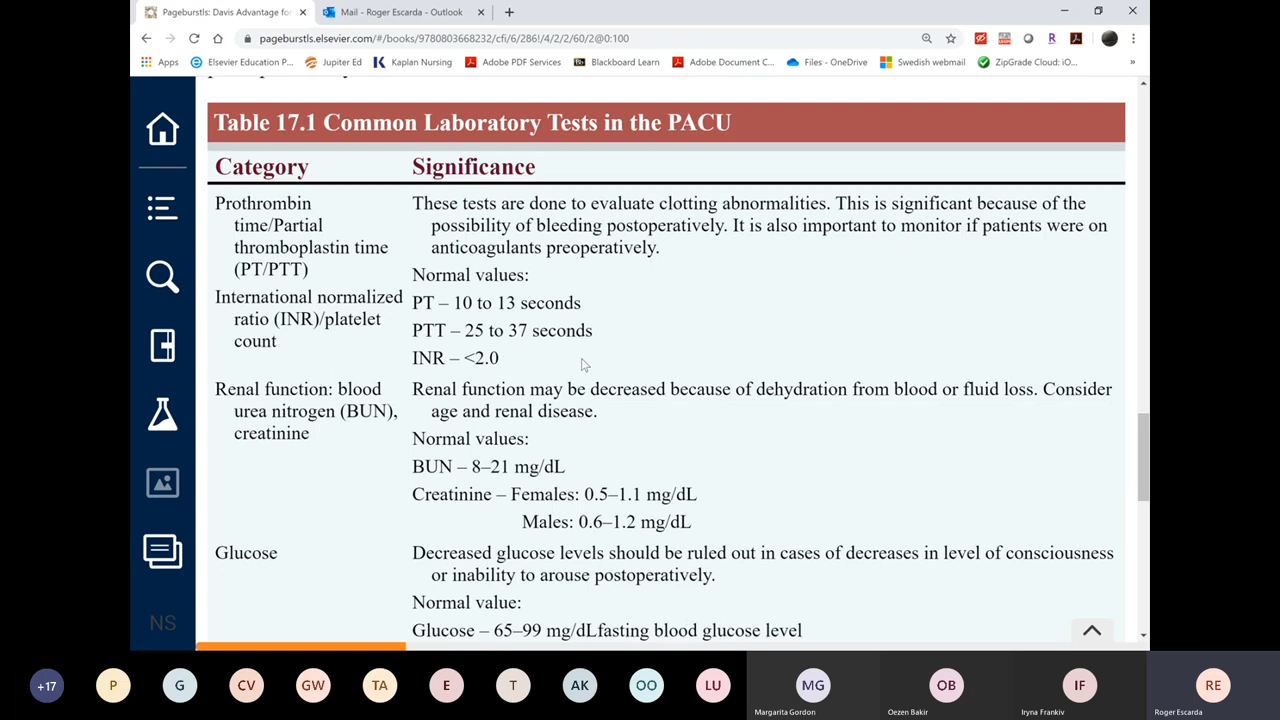 Pageburstls: Davis Advantage for
Mail - Roger Escarda - Outlook
pageburstls.elsevier.com/#/books/9780803668232/cfi/6/286!/4/2/2/60/2@0:100
Apps
Elsevier Education P...
Jupiter Ed
Kaplan Nursing
Adobe PDF Services
Blackboard Learn
Adobe Document C...
Files - OneDrive
Swedish webmail
ZipGrade Cloud: iO...
»
Table 17.1 Common Laboratory Tests in the PACU
Category Significance
Prothrombin
time/Partial
thromboplastin time
(PT/PTT)
International normalized
ratio (INR)/platelet
count
These tests are done to evaluate clotting abnormalities. This is significant because of the
possibility of bleeding postoperatively. It is also important to monitor if patients were on
anticoagulants preoperatively.
Normal values:
PT – 10 to 13 seconds
PTT – 25 to 37 seconds
INR – <2.0
Renal function: blood
urea nitrogen (BUN),
creatinine
Renal function may be decreased because of dehydration from blood or fluid loss. Consider
age and renal disease.
Normal values:
BUN – 8–21 mg/dL
Creatinine – Females: 0.5–1.1 mg/dL
Males: 0.6–1.2 mg/dL
Glucose
Decreased glucose levels should be ruled out in cases of decreases in level of consciousness
or inability to arouse postoperatively.
Normal value:
Glucose – 65–99 mg/dLfasting blood glucose level
NS
+17
P
G
CV
GW
TA
E
T
AK
OO
LU
MG
OB
IF
RE
Margarita Gordon
Oezen Bakir
Iryna Frankiv
Roger Escarda